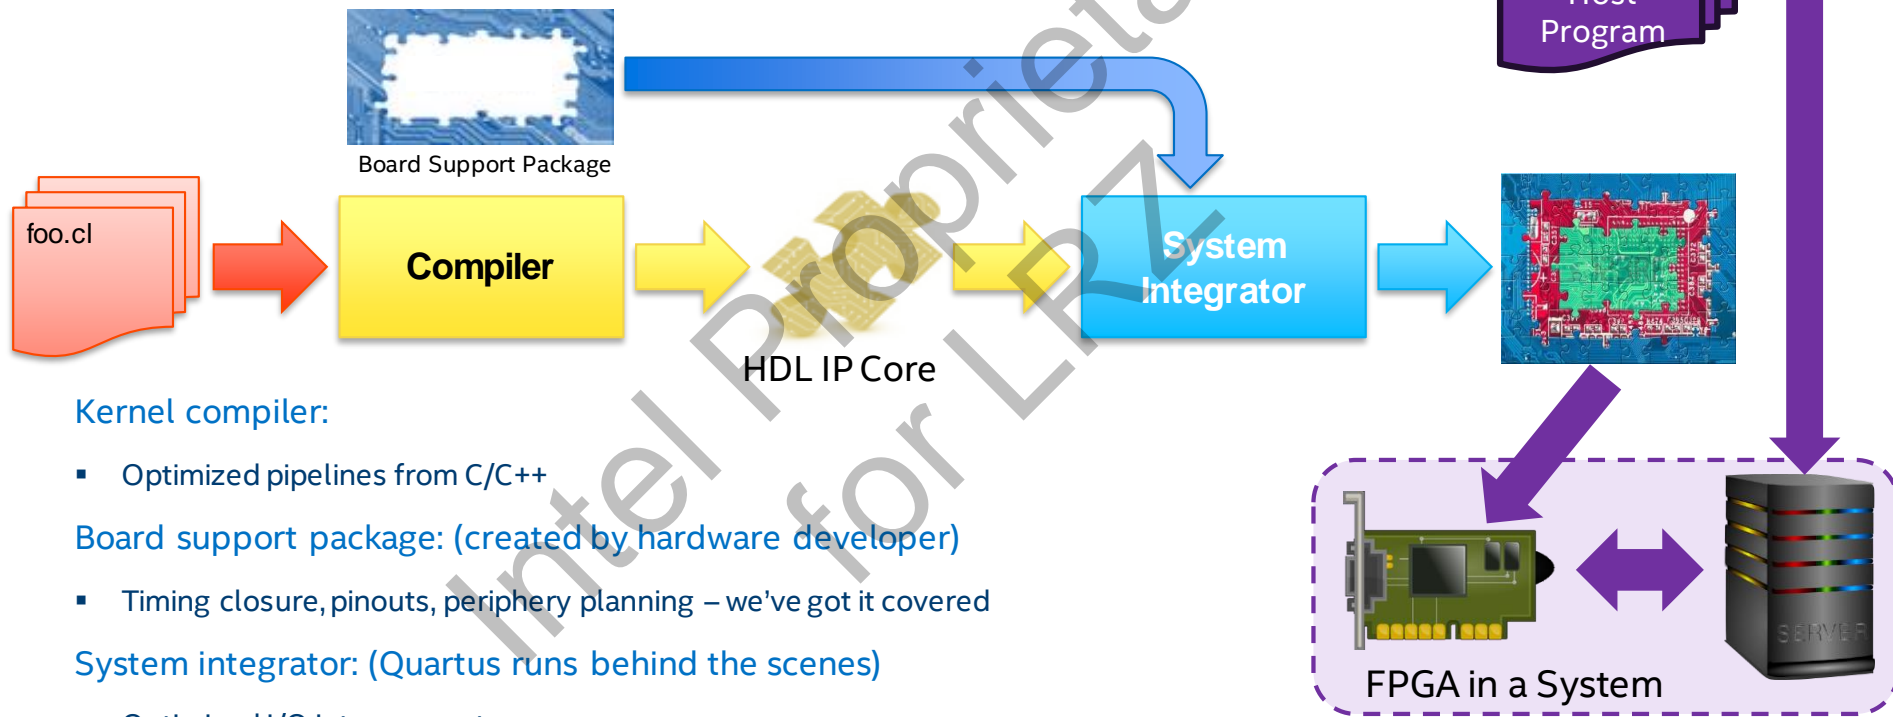 Host
Program
Board Support Package
foo.cl
Compiler
System
Integrator
HDL IP Core
Kernel compiler:
▪ Optimized pipelines from C/C++
Board support package: (created by hardware developer)
▪ Timing closure, pinouts, periphery planning – we've got it covered
System integrator: (Quartus runs behind the scenes)
SERVER
FPGA in a System
Intel Proprieta
for LRZ